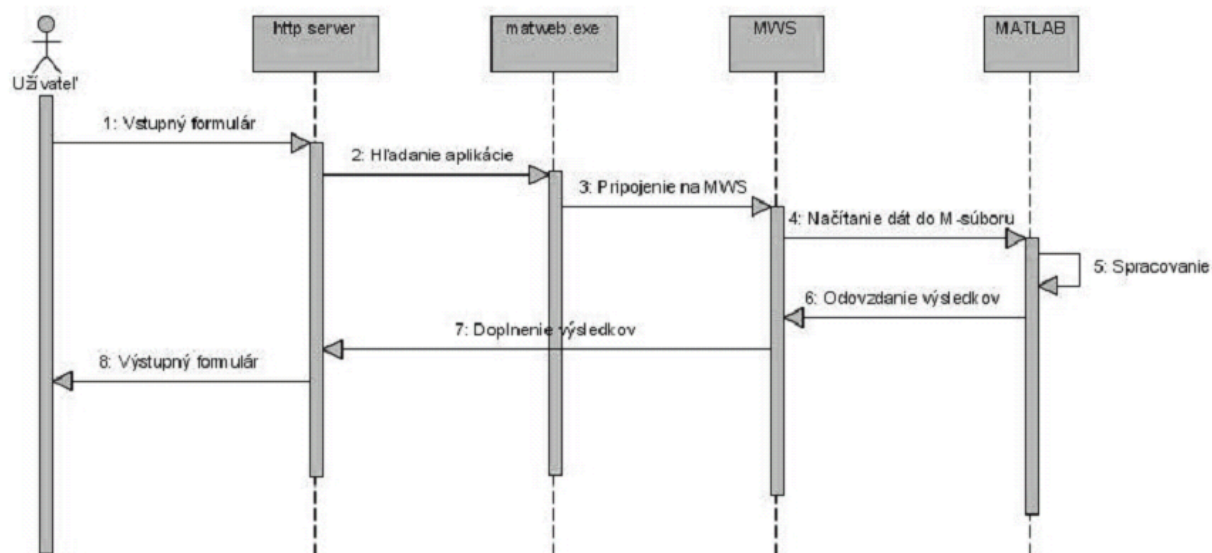 http server
matweb.exe
MWS
MATLAB
Užívateľ
1: Vstupný formulár
2: Hľadanie aplikácie
3: Pripojenie na MWS
4: Načítanie dát do M-súboru
5: Spracovanie
6: Odovzdanie výsledkov
7: Doplnenie výsledkov
8: Výstupný formulár